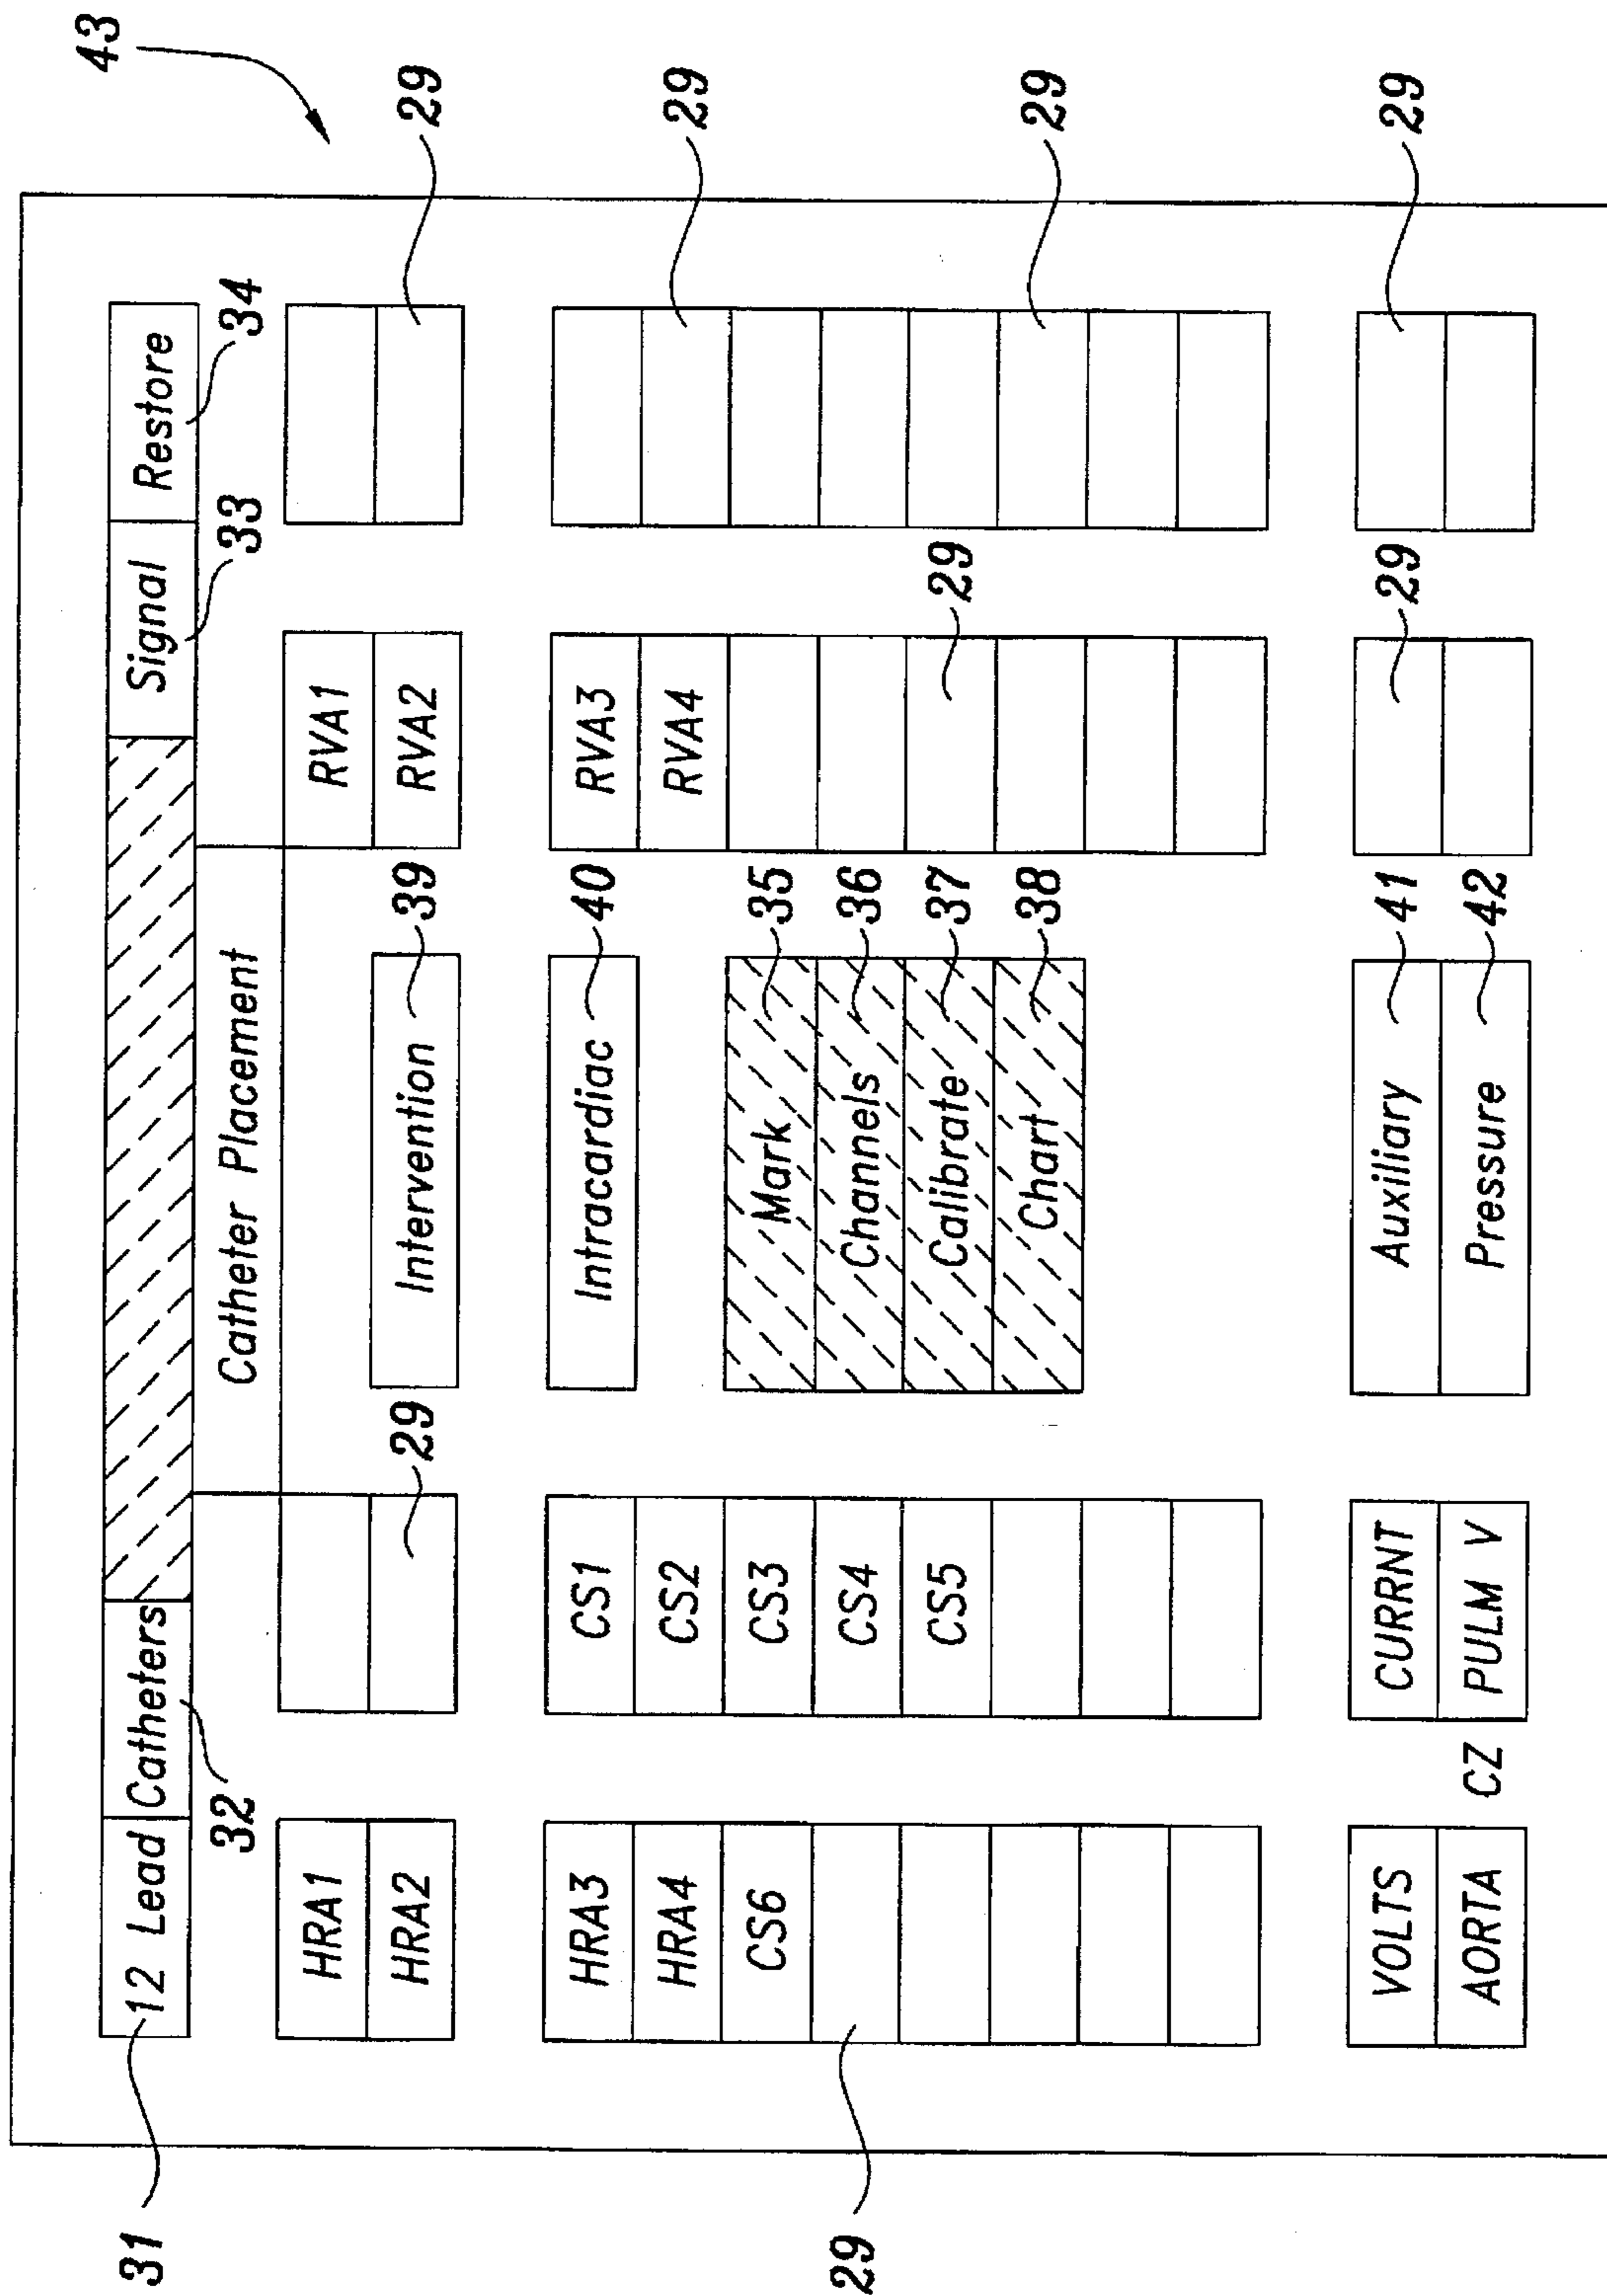 43
12 Lead Catheters Signal Restore
31 32 33 34
Catheter Placement
HRA1 RVA1
HRA2 29 Intervention 39 RVA2 29
HRA3 CS1 Intracardiac 40 RVA3
HRA4 CS2 RVA4 29
CS6 CS3 Mark 35
29 CS4 Channels 36
CS5 Calibrate 37 29
Chart 38 29
VOLTS CURRNT Auxiliary 41 29 29
AORTA CZ PULM V Pressure 42